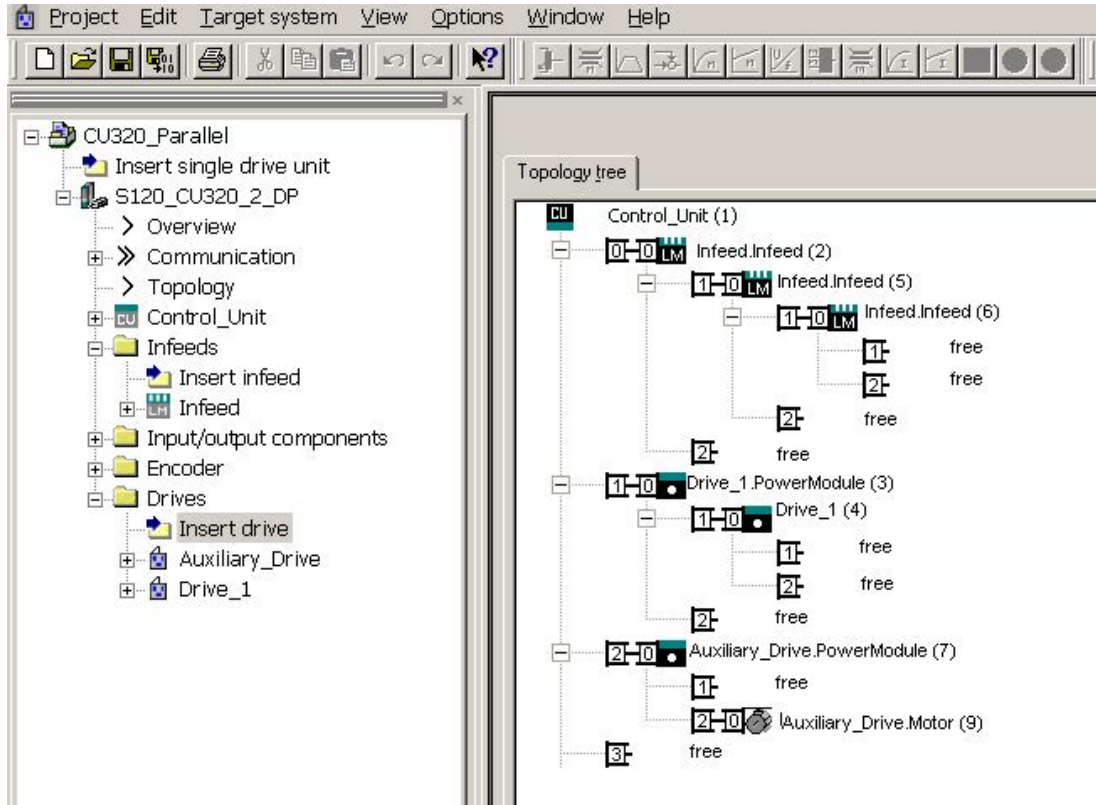 Project Edit Target system View Options Window Help
CU320_Parallel
Insert single drive unit
S120_CU320_2_DP
Overview
Communication
Topology
Control_Unit
Infeeds
Insert infeed
Infeed
Input/output components
Encoder
Drives
Insert drive
Auxiliary_Drive
Drive_1
Topology tree
CU Control_Unit (1)
0 0 LM Infeed.Infeed (2)
1 0 LM Infeed.Infeed (5)
1 0 LM Infeed.Infeed (6)
1 free
2 free
2 free
2 free
1 0 Drive_1.PowerModule (3)
1 0 Drive_1 (4)
1 free
2 free
2 free
2 0 Auxiliary_Drive.PowerModule (7)
1 free
2 0 Auxiliary_Drive.Motor (9)
3 free